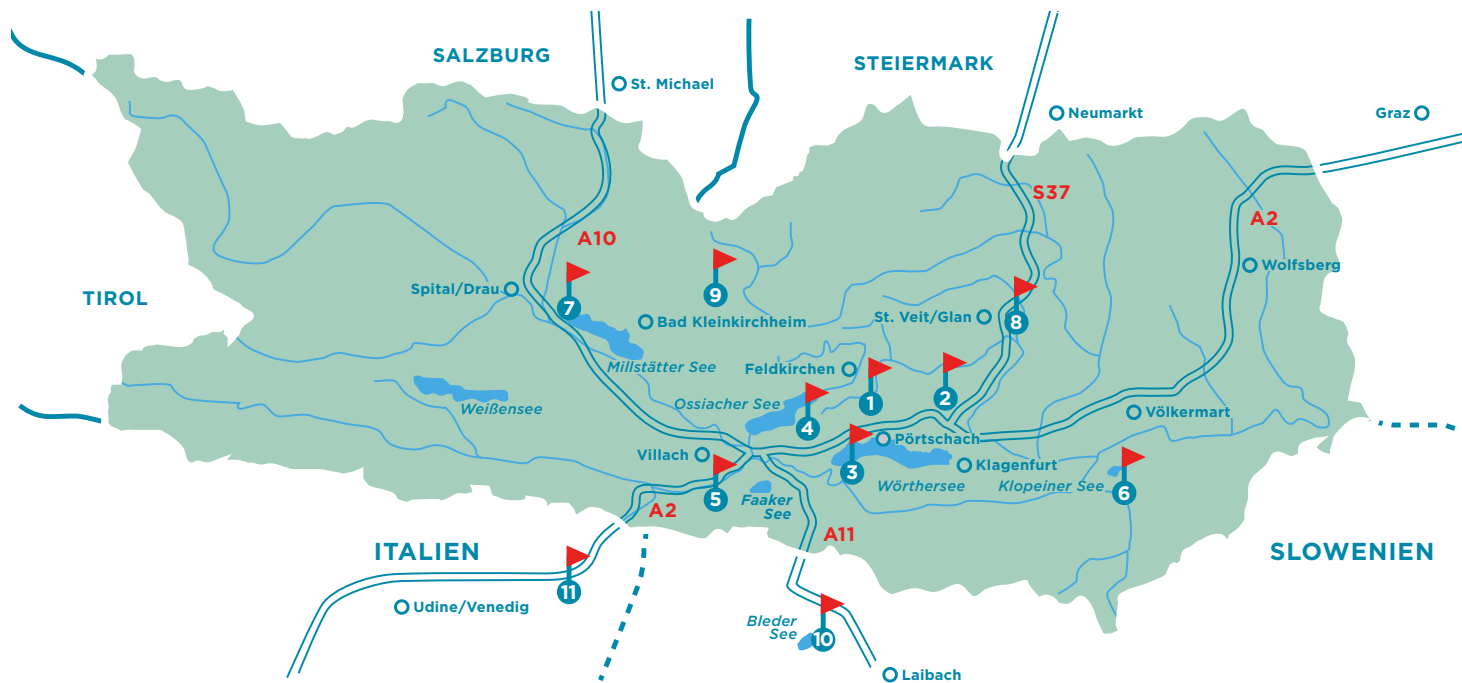 SALZBURG
STEIERMARK
St. Michael
Neumarkt
Graz
S37
A2
A10
Wolfsberg
TIROL
Spital/Drau
7
9
Bad Kleinkirchheim
St. Veit/Glan
8
Millstätter See
Feldkirchen
Weißensee
Ossiacher See
1
2
4
Völkermart
Pörtschach
Villach
3
Klagenfurt
Wörthersee
Klopeiner See
6
5
Faaker
See
A2
A11
ITALIEN
SLOWENIEN
11
Udine/Venedig
Bleder
See
10
Laibach